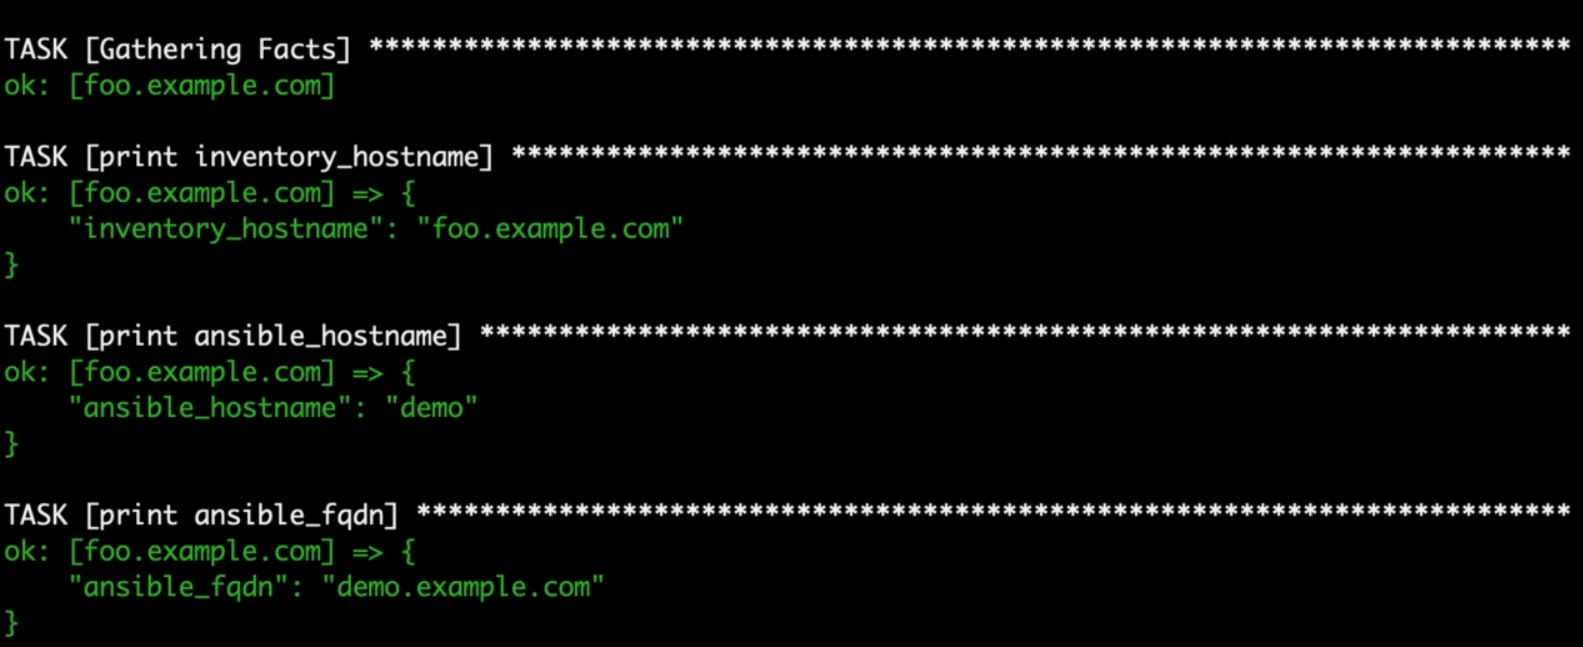 TASK [Gathering Facts] ****************************************************************************
ok: [foo.example.com]
TASK [print inventory_hostname] *******************************************************************
ok: [foo.example.com] => {
    "inventory_hostname": "foo.example.com"
}
TASK [print ansible_hostname] *********************************************************************
ok: [foo.example.com] => {
    "ansible_hostname": "demo"
}
TASK [print ansible_fqdn] *************************************************************************
ok: [foo.example.com] => {
    "ansible_fqdn": "demo.example.com"
}